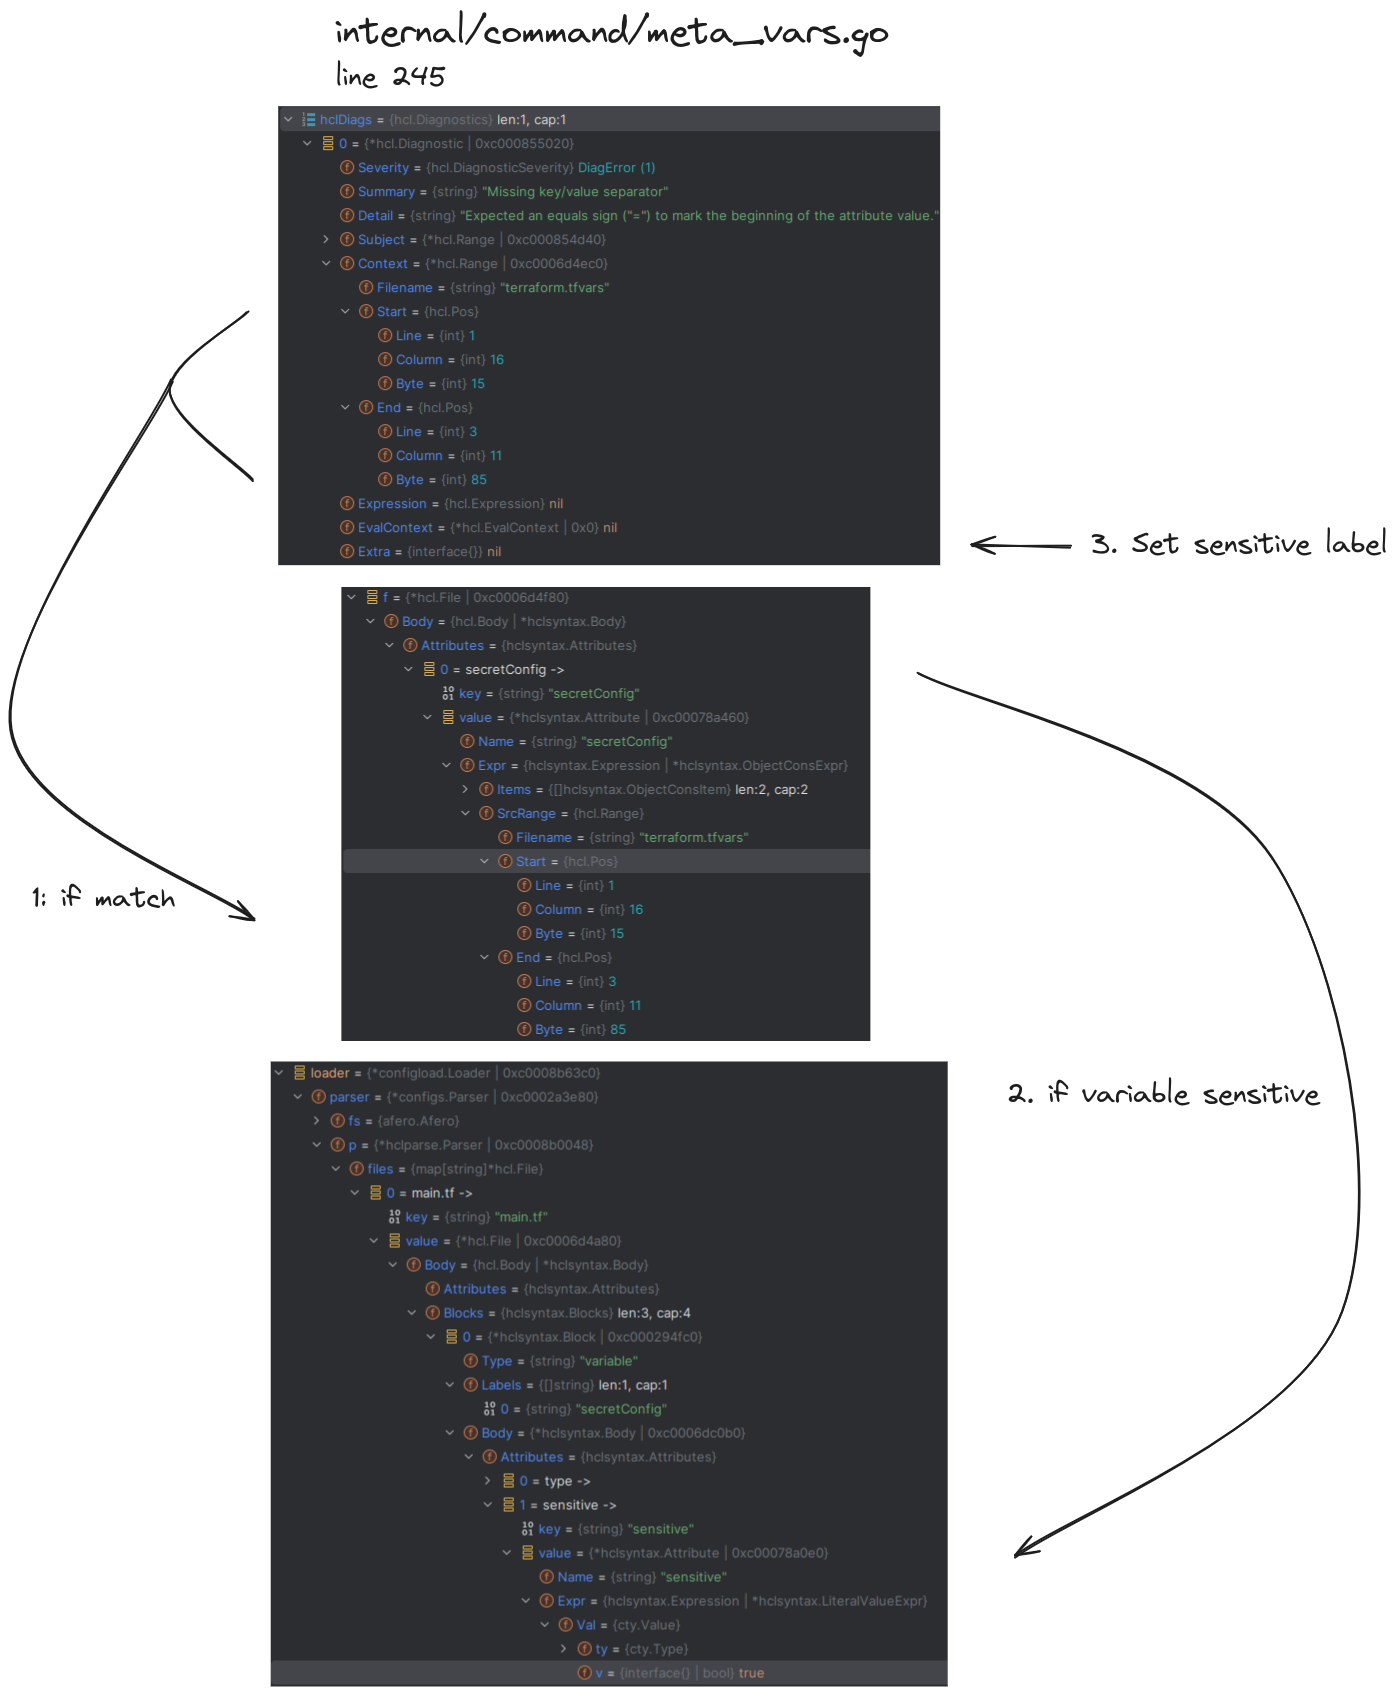 internal/command/meta_vars.go
line 245
hclDiags = {hcl.Diagnostics} len:1, cap:1
0 = {*hcl.Diagnostic | 0xc000855020}
Severity = {hcl.DiagnosticSeverity} DiagError (1)
Summary = {string} "Missing key/value separator"
Detail = {string} "Expected an equals sign ("=") to mark the beginning of the attribute value."
Subject = {*hcl.Range | 0xc000854d40}
Context = {*hcl.Range | 0xc0006d4ec0}
Filename = {string} "terraform.tfvars"
Start = {hcl.Pos}
Line = {int} 1
Column = {int} 16
Byte = {int} 15
End = {hcl.Pos}
Line = {int} 3
Column = {int} 11
Byte = {int} 85
Expression = {hcl.Expression} nil
EvalContext = {*hcl.EvalContext | 0x0} nil
Extra = {interface{}} nil
3. Set sensitive label
f = {*hcl.File | 0xc0006d4f80}
Body = {hcl.Body | *hclsyntax.Body}
Attributes = {hclsyntax.Attributes}
0 = secretConfig ->
key = {string} "secretConfig"
value = {*hclsyntax.Attribute | 0xc00078a460}
Name = {string} "secretConfig"
Expr = {hclsyntax.Expression | *hclsyntax.ObjectConsExpr}
Items = {[]hclsyntax.ObjectConsItem} len:2, cap:2
SrcRange = {hcl.Range}
Filename = {string} "terraform.tfvars"
Start = {hcl.Pos}
Line = {int} 1
Column = {int} 16
Byte = {int} 15
End = {hcl.Pos}
Line = {int} 3
Column = {int} 11
Byte = {int} 85
1: if match
loader = {*configload.Loader | 0xc0008b63c0}
parser = {*configs.Parser | 0xc0002a3e80}
fs = {afero.Afero}
p = {*hclparse.Parser | 0xc0008b0048}
files = {map[string]*hcl.File}
0 = main.tf ->
key = {string} "main.tf"
value = {*hcl.File | 0xc0006d4a80}
Body = {hcl.Body | *hclsyntax.Body}
Attributes = {hclsyntax.Attributes}
Blocks = {hclsyntax.Blocks} len:3, cap:4
0 = {*hclsyntax.Block | 0xc000294fc0}
Type = {string} "variable"
Labels = {[]string} len:1, cap:1
0 = {string} "secretConfig"
Body = {*hclsyntax.Body | 0xc0006dc0b0}
Attributes = {hclsyntax.Attributes}
0 = type ->
1 = sensitive ->
key = {string} "sensitive"
value = {*hclsyntax.Attribute | 0xc00078a0e0}
Name = {string} "sensitive"
Expr = {hclsyntax.Expression | *hclsyntax.LiteralValueExpr}
Val = {cty.Value}
ty = {cty.Type}
v = {interface{} | bool} true
2. if variable sensitive